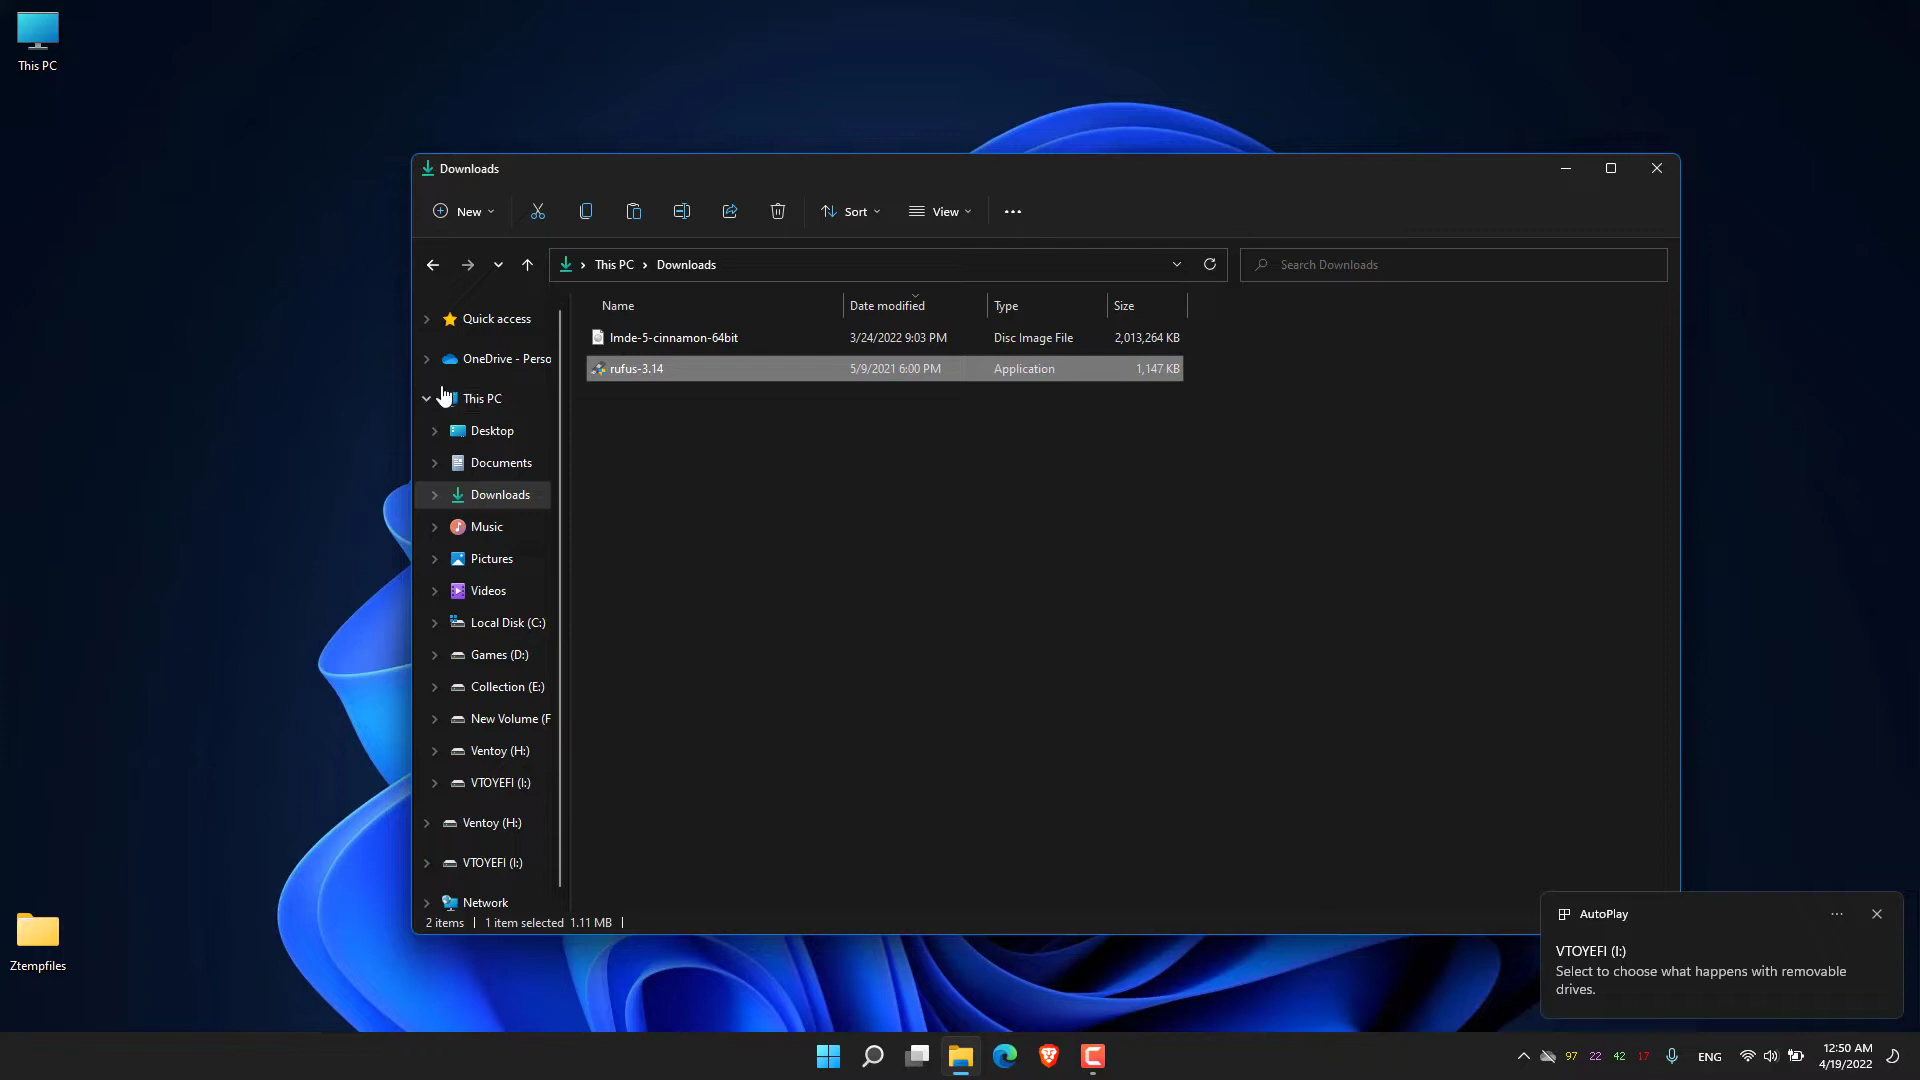 This PC
Downloads
New
Sort
View
This PC
Downloads
Search Downloads
Name
Date modified
Type
Size
lmde-5-cinnamon-64bit
3/24/2022 9:03 PM
Disc Image File
2,013,264 KB
rufus-3.14
5/9/2021 6:00 PM
Application
1,147 KB
Quick access
OneDrive - Perso
This PC
Desktop
Documents
Downloads
Music
Pictures
Videos
Local Disk (C:)
Games (D:)
Collection (E:)
New Volume (F
Ventoy (H:)
VTOYEFI (I:)
Ventoy (H:)
VTOYEFI (I:)
Network
2 items
1 item selected 1.11 MB
Ztempfiles
AutoPlay
VTOYEFI (I:)
Select to choose what happens with removable
drives.
97 22 42 17
ENG
12:50 AM
4/19/2022